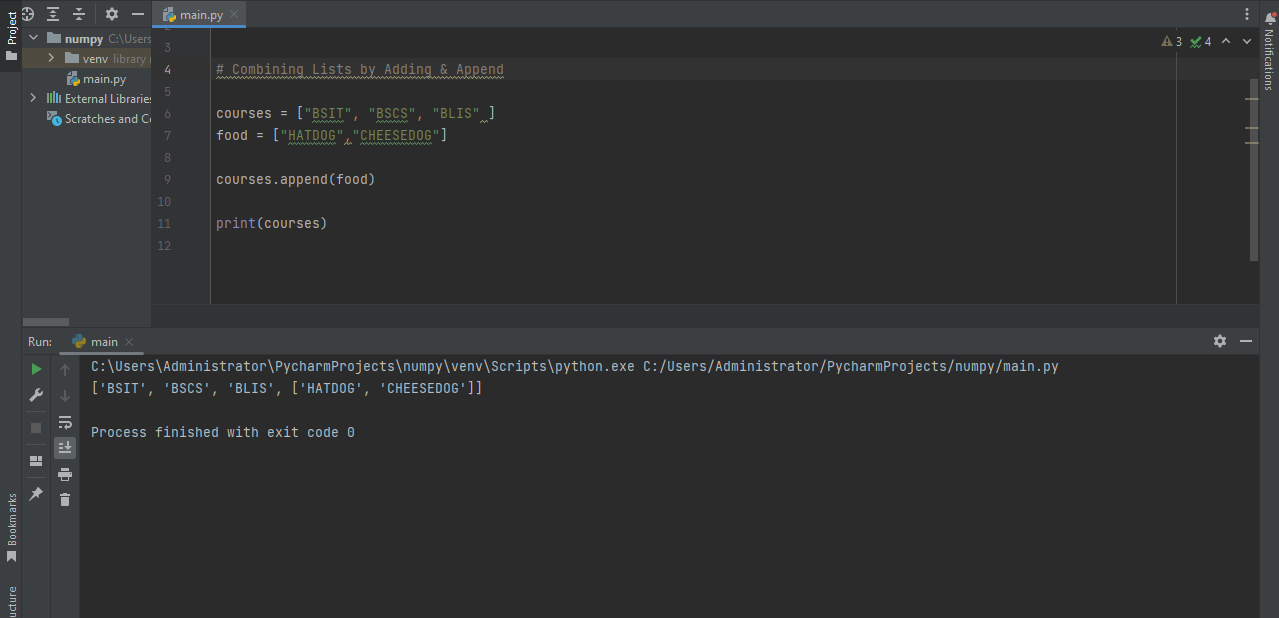 Project
main.py
numpy C:\Users
venv library
main.py
External Libraries
Scratches and Co
3
4 # Combining Lists by Adding & Append
5
6 courses = ["BSIT", "BSCS", "BLIS" ,]
7 food = ["HATDOG","CHEESEDOG"]
8
9 courses.append(food)
10
11 print(courses)
12
3 4
Notifications
Run: main
C:\Users\Administrator\PycharmProjects\numpy\venv\Scripts\python.exe C:/Users/Administrator/PycharmProjects/numpy/main.py
['BSIT', 'BSCS', 'BLIS', ['HATDOG', 'CHEESEDOG']]
Process finished with exit code 0
Bookmarks
ucture